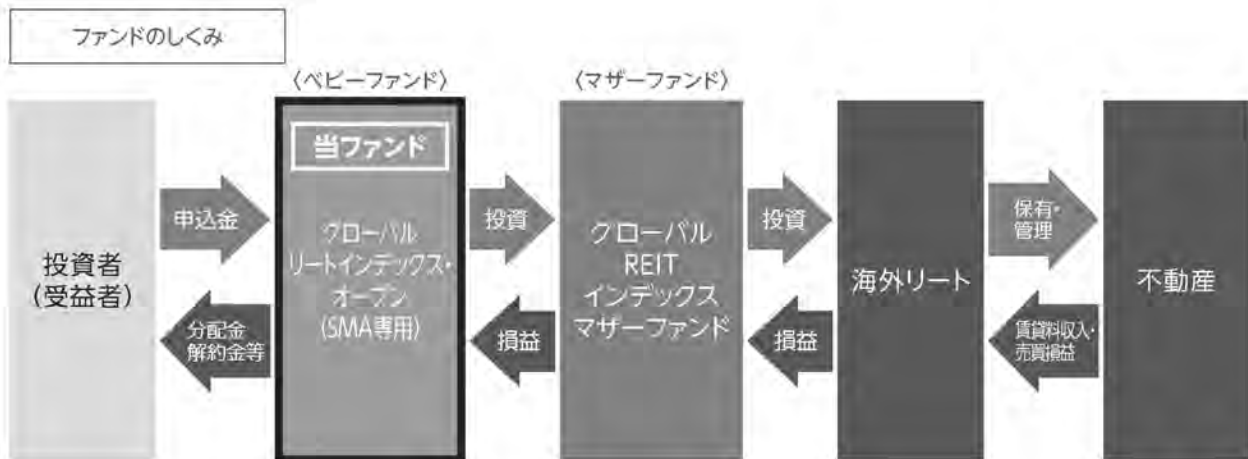 ファンドのしくみ
〈ベビーファンド〉
〈マザーファンド〉
投資者
(受益者)
申込金
分配金
解約金等
当ファンド
グローバル
リートインデックス・
オープン
(SMA専用)
投資
損益
グローバル
REIT
インデックス
マザーファンド
投資
損益
海外リート
保有・
管理
賃貸料収入・
売買損益
不動産